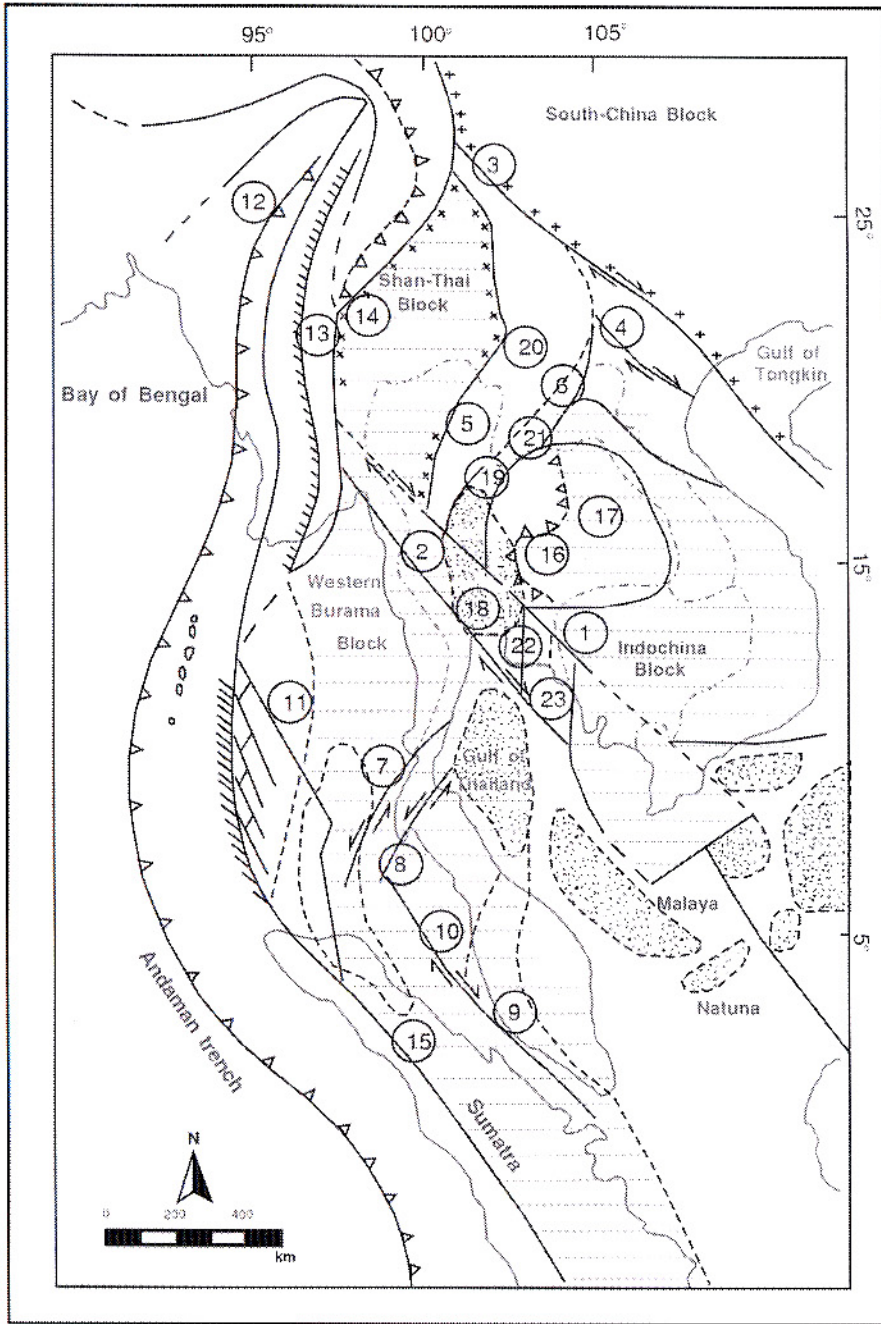 95°
100°
105°
South-China Block
3
12
25°
Shan-Thai
Block
14
13
4
20
Gulf of
Tongkin
Bay of Bengal
6
5
21
19
17
2
16
15°
Western
Burama
Block
18
1
22
Indochina
Block
23
11
7
Gulf of
Thailand
8
Malaya
10
5°
Natuna
9
Andaman trench
15
Sumatra
N
0 200 400
km